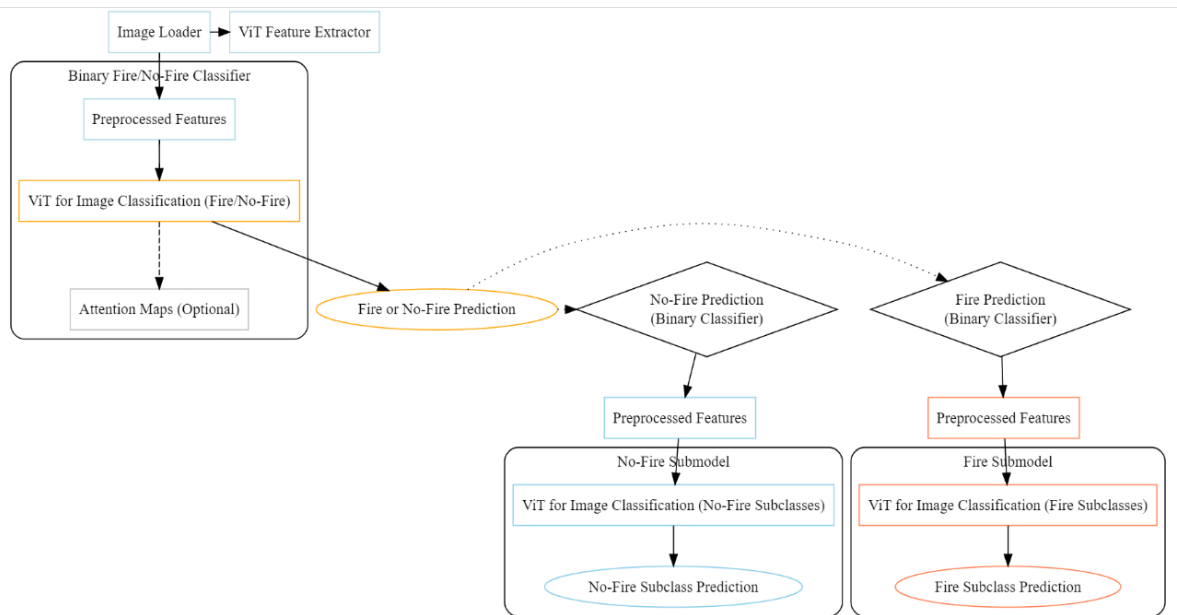 Image Loader
ViT Feature Extractor
Binary Fire/No-Fire Classifier
Preprocessed Features
ViT for Image Classification (Fire/No-Fire)
Attention Maps (Optional)
Fire or No-Fire Prediction
No-Fire Prediction
(Binary Classifier)
Fire Prediction
(Binary Classifier)
Preprocessed Features
Preprocessed Features
No-Fire Submodel
Fire Submodel
ViT for Image Classification (No-Fire Subclasses)
ViT for Image Classification (Fire Subclasses)
No-Fire Subclass Prediction
Fire Subclass Prediction